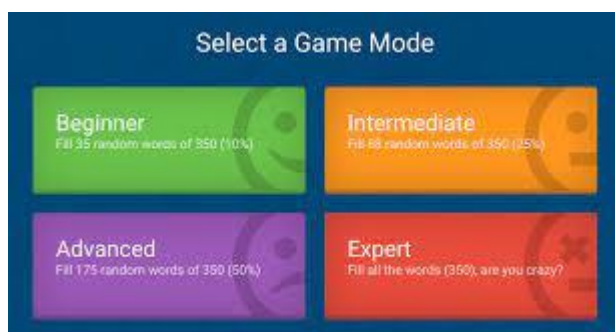 Select a Game Mode
Beginner
Fill 35 random words of 350 (10%)
Intermediate
Fill 88 random words of 350 (25%)
Advanced
Fill 175 random words of 350 (50%)
Expert
Fill all the words (350), are you crazy?